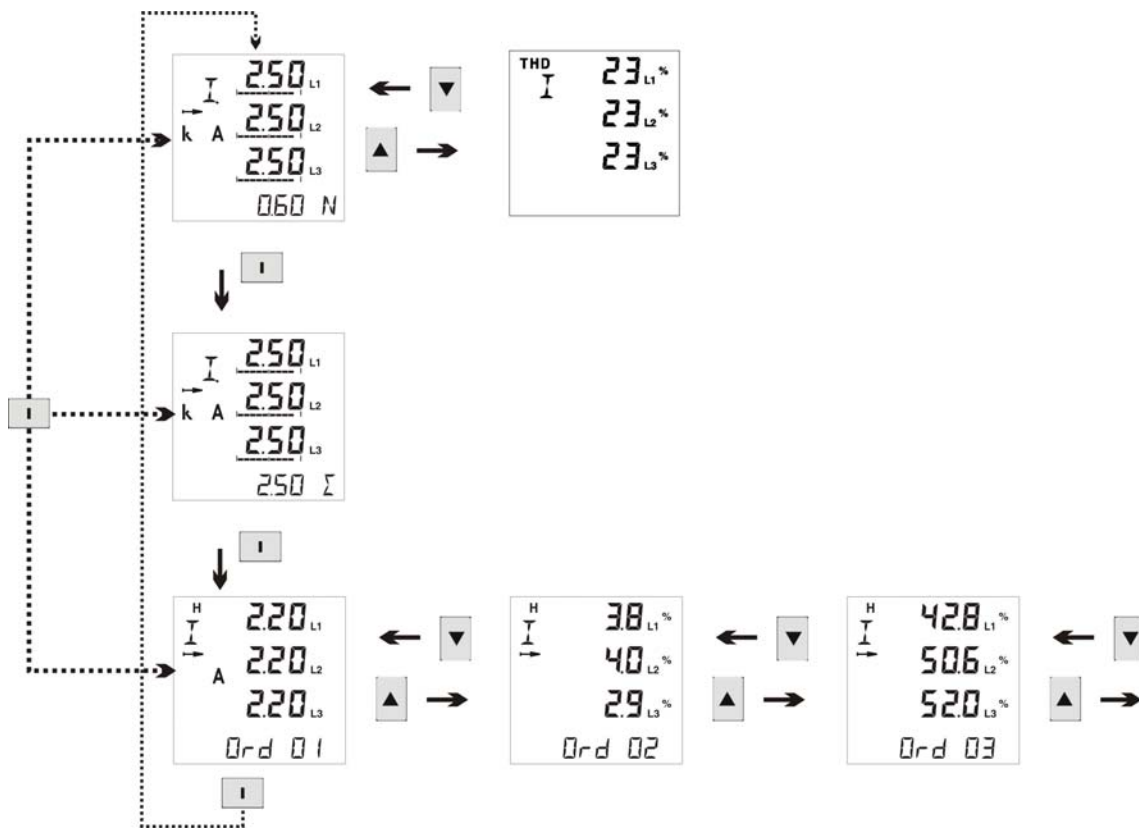 2.50 L1
k A 2.50 L2
2.50 L3
0.60 N
THD 23 L1 %
23 L2 %
23 L3 %
I
2.50 L1
k A 2.50 L2
2.50 L3
2.50 Σ
I
I
H 2.20 L1
A 2.20 L2
2.20 L3
Ord 01
H 3.8 L1 %
4.0 L2 %
2.9 L3 %
Ord 02
H 42.8 L1 %
50.6 L2 %
52.0 L3 %
Ord 03
I